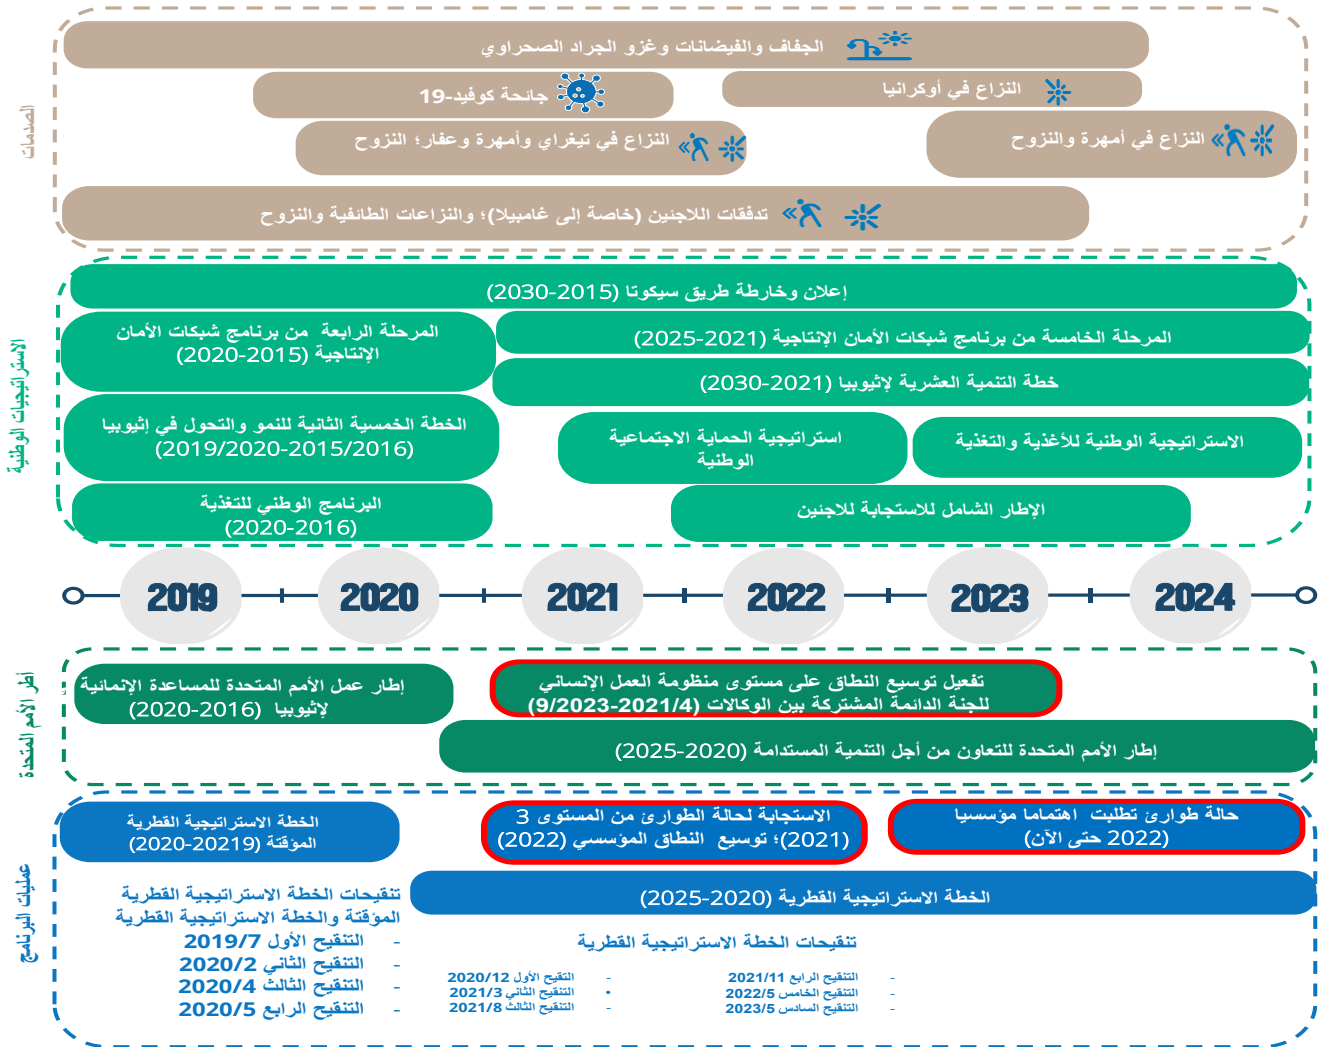 الصدمات
الجفاف والفيضانات وغزو الجراد الصحراوي
النزاع في أوكرانيا
جائحة كوفيد-19
النزاع في أمهرة والنزوح
النزاع في تيغراي وأمهرة وعفار؛ النزوح
تدفقات اللاجئين (خاصة إلى غامبيلا)؛ والنزاعات الطائفية والنزوح
الاستراتيجيات الوطنية
إعلان وخارطة طريق سيكوتا (2015-2030)
المرحلة الخامسة من برنامج شبكات الأمان الإنتاجية (2021-2025)
المرحلة الرابعة من برنامج شبكات الأمان
الإنتاجية (2015-2020)
خطة التنمية العشرية لإثيوبيا (2021-2030)
الاستراتيجية الوطنية للأغذية والتغذية
استراتيجية الحماية الاجتماعية
الوطنية
الخطة الخمسية الثانية للنمو والتحول في إثيوبيا
(2015/2016-2019/2020)
الإطار الشامل للاستجابة للاجئين
البرنامج الوطني للتغذية
(2016-2020)
2019
2020
2021
2022
2023
2024
أطر الأمم المتحدة
تفعيل توسيع النطاق على مستوى منظومة العمل الإنساني
للجنة الدائمة المشتركة بين الوكالات (2021/4-9/2023)
إطار عمل الأمم المتحدة للمساعدة الإنمائية
لإثيوبيا (2016-2020)
إطار الأمم المتحدة للتعاون من أجل التنمية المستدامة (2020-2025)
عمليات البرنامج
حالة طوارئ تطلبت اهتماما مؤسسيا
(2022 حتى الآن)
الاستجابة لحالة الطوارئ من المستوى 3
(2021)؛ توسيع النطاق المؤسسي (2022)
الخطة الاستراتيجية القطرية
المؤقتة (20219-2020)
الخطة الاستراتيجية القطرية (2020-2025)
تنقيحات الخطة الاستراتيجية القطرية
المؤقتة والخطة الاستراتيجية القطرية
- التنقيح الأول 2019/7
- التنقيح الثاني 2020/2
- التنقيح الثالث 2020/4
- التنقيح الرابع 2020/5
تنقيحات الخطة الاستراتيجية القطرية
- التنقيح الرابع 2021/11
- التنقيح الخامس 2022/5
- التنقيح السادس 2023/5
- التقيح الأول 2020/12
• التنقيح الثاني 2021/3
- التنقيح الثالث 2021/8